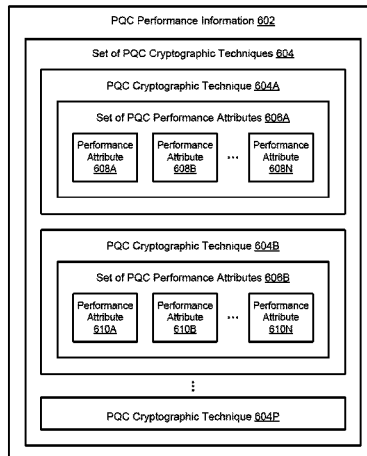 PQC Performance Information 602
Set of PQC Cryptographic Techniques 604
PQC Cryptographic Technique 604A
Set of PQC Performance Attributes 606A
Performance Attribute 608A
Performance Attribute 608B
...
Performance Attribute 608N
PQC Cryptographic Technique 604B
Set of PQC Performance Attributes 606B
Performance Attribute 610A
Performance Attribute 610B
...
Performance Attribute 610N
PQC Cryptographic Technique 604P